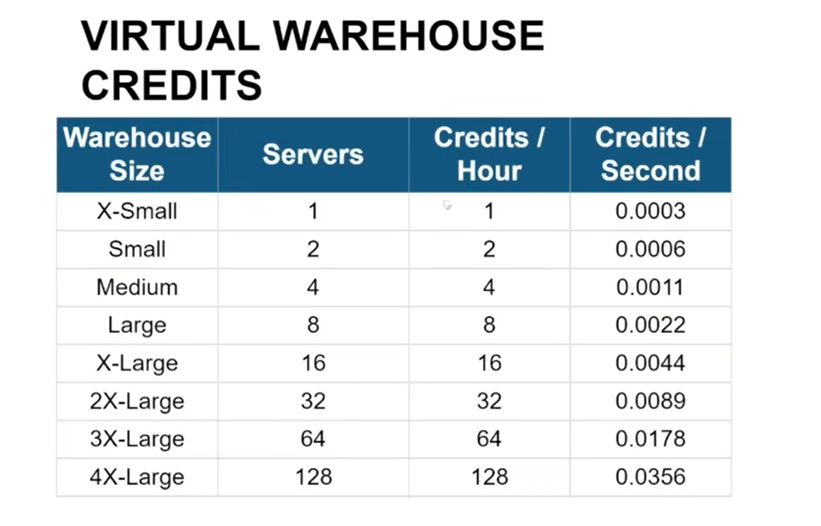 VIRTUAL WAREHOUSE
CREDITS
Warehouse Size Servers Credits / Hour Credits / Second
X-Small 1 1 0.0003
Small 2 2 0.0006
Medium 4 4 0.0011
Large 8 8 0.0022
X-Large 16 16 0.0044
2X-Large 32 32 0.0089
3X-Large 64 64 0.0178
4X-Large 128 128 0.0356